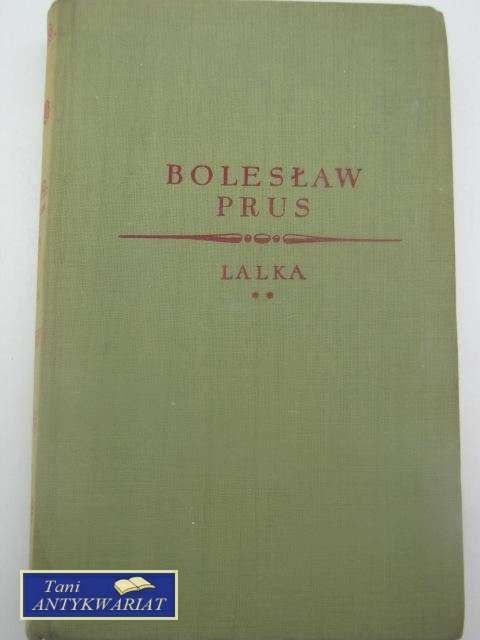 BOLESŁAW
PRUS
LALKA
**
Tani
ANTYKWARIAT